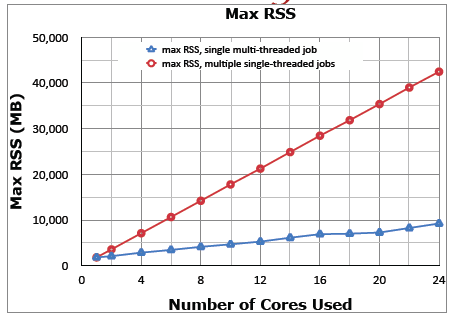 Max RSS
50,000
max RSS, single multi-threaded job
max RSS, multiple single-threaded jobs
40,000
30,000
20,000
10,000
0
Max RSS (MB)
0 4 8 12 16 20 24
Number of Cores Used